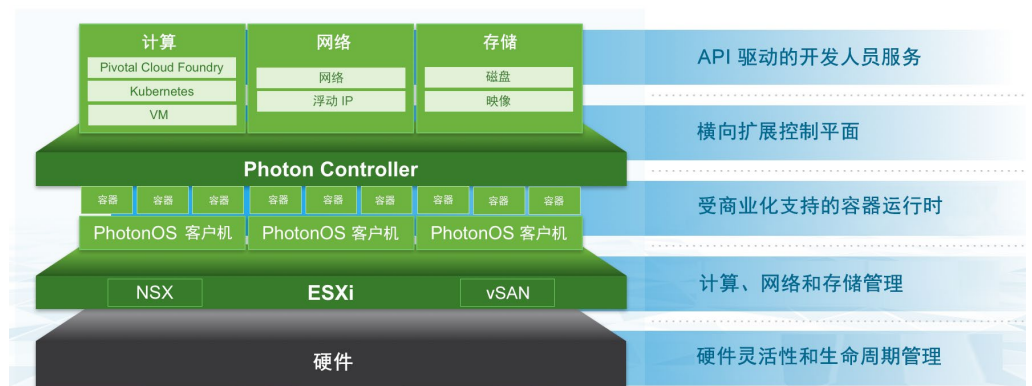 计算
Pivotal Cloud Foundry
Kubernetes
VM
网络
网络
浮动 IP
存储
磁盘
映像
API 驱动的开发人员服务
Photon Controller
横向扩展控制平面
容器 容器 容器 容器 容器 容器 容器 容器 容器
PhotonOS 客户机 PhotonOS 客户机 PhotonOS 客户机
受商业化支持的容器运行时
NSX ESXi vSAN
计算、网络和存储管理
硬件
硬件灵活性和生命周期管理